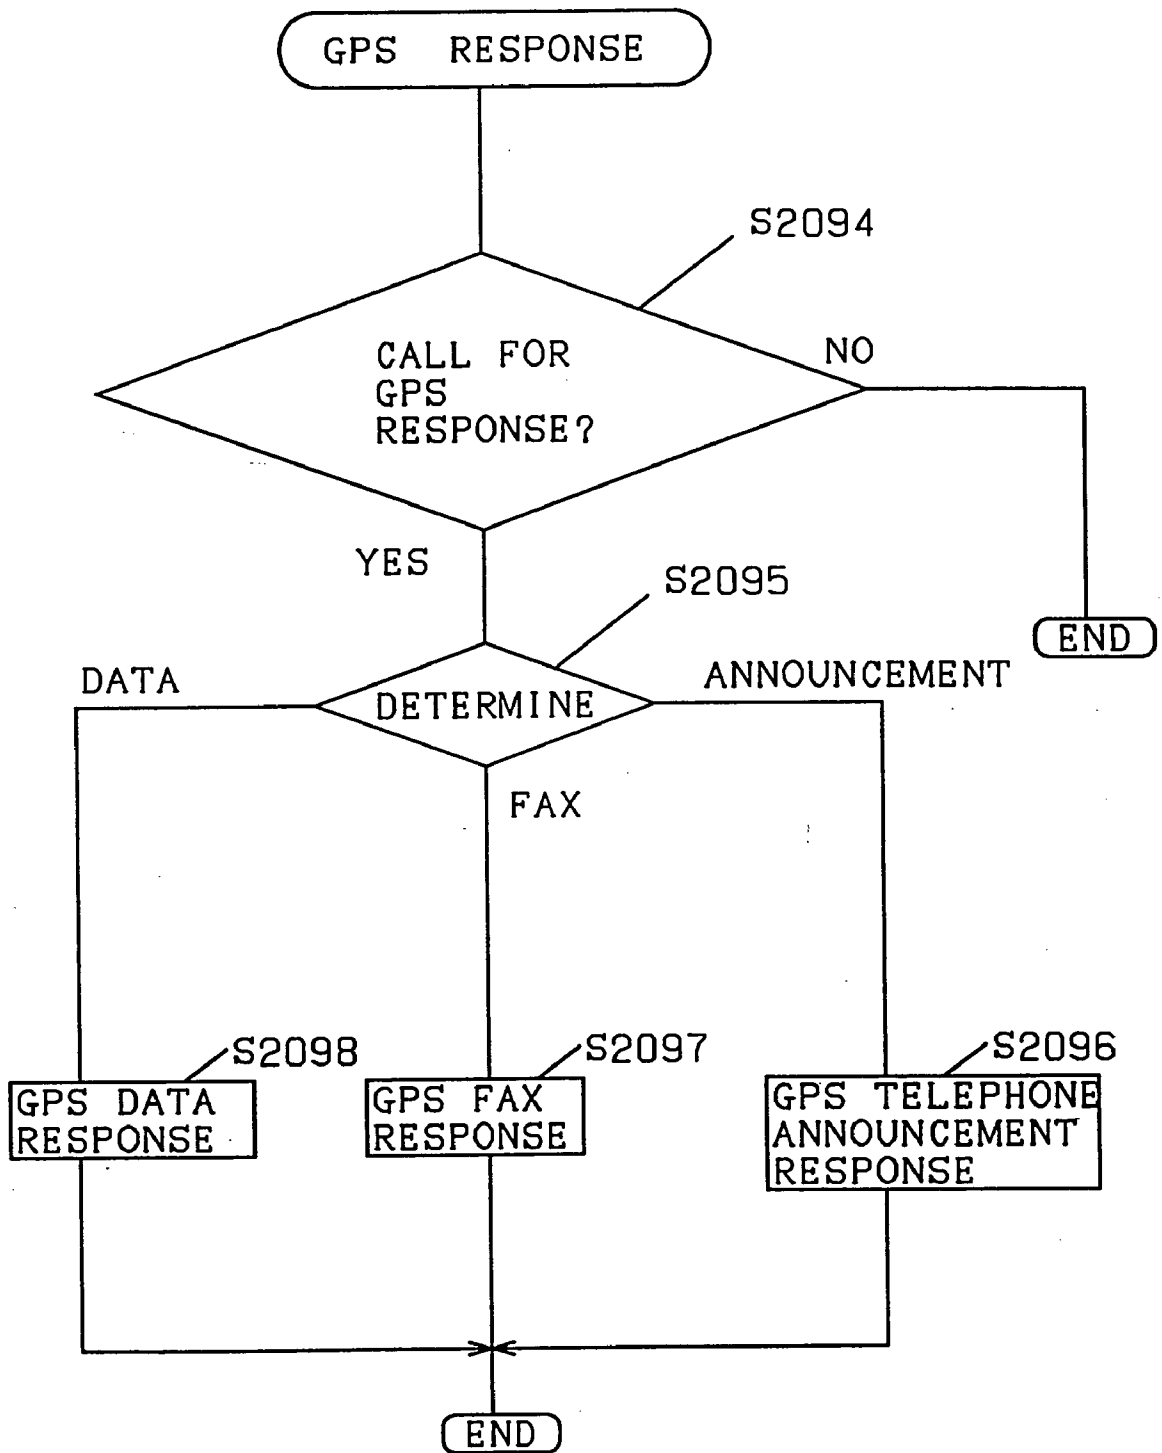 GPS RESPONSE
S2094
CALL FOR
GPS
RESPONSE?
NO
YES
S2095
END
DATA
DETERMINE
ANNOUNCEMENT
FAX
S2098
S2097
S2096
GPS DATA
RESPONSE
GPS FAX
RESPONSE
GPS TELEPHONE
ANNOUNCEMENT
RESPONSE
END